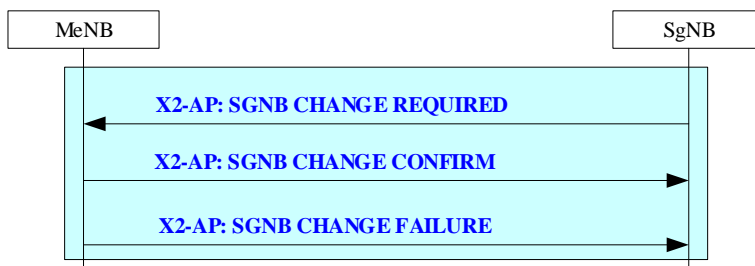 MeNB
SgNB
X2-AP: SGNB CHANGE REQUIRED
X2-AP: SGNB CHANGE CONFIRM
X2-AP: SGNB CHANGE FAILURE